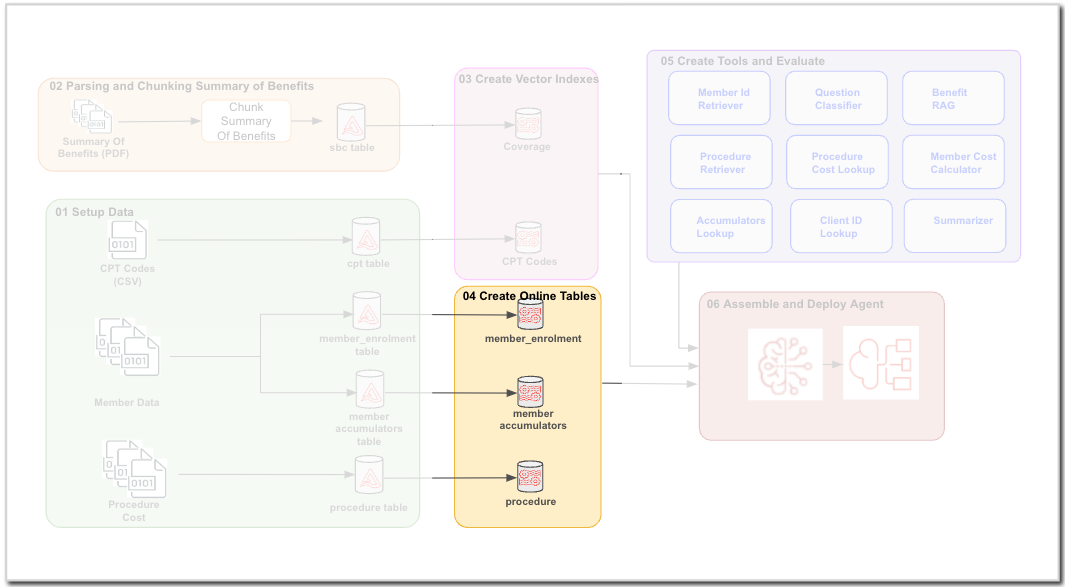 02 Parsing and Chunking Summary of Benefits
Summary Of
Benefits (PDF)
Chunk
Summary
Of Benefits
sbc table
03 Create Vector Indexes
Coverage
CPT Codes
05 Create Tools and Evaluate
Member Id
Retriever
Question
Classifier
Benefit
RAG
Procedure
Retriever
Procedure
Cost Lookup
Member Cost
Calculator
Accumulators
Lookup
Client ID
Lookup
Summarizer
01 Setup Data
0101
CPT Codes
(CSV)
cpt table
0101
Member Data
member_enrolment
table
member
accumulators
table
0101
Procedure
Cost
procedure table
04 Create Online Tables
member_enrolment
member
accumulators
procedure
06 Assemble and Deploy Agent